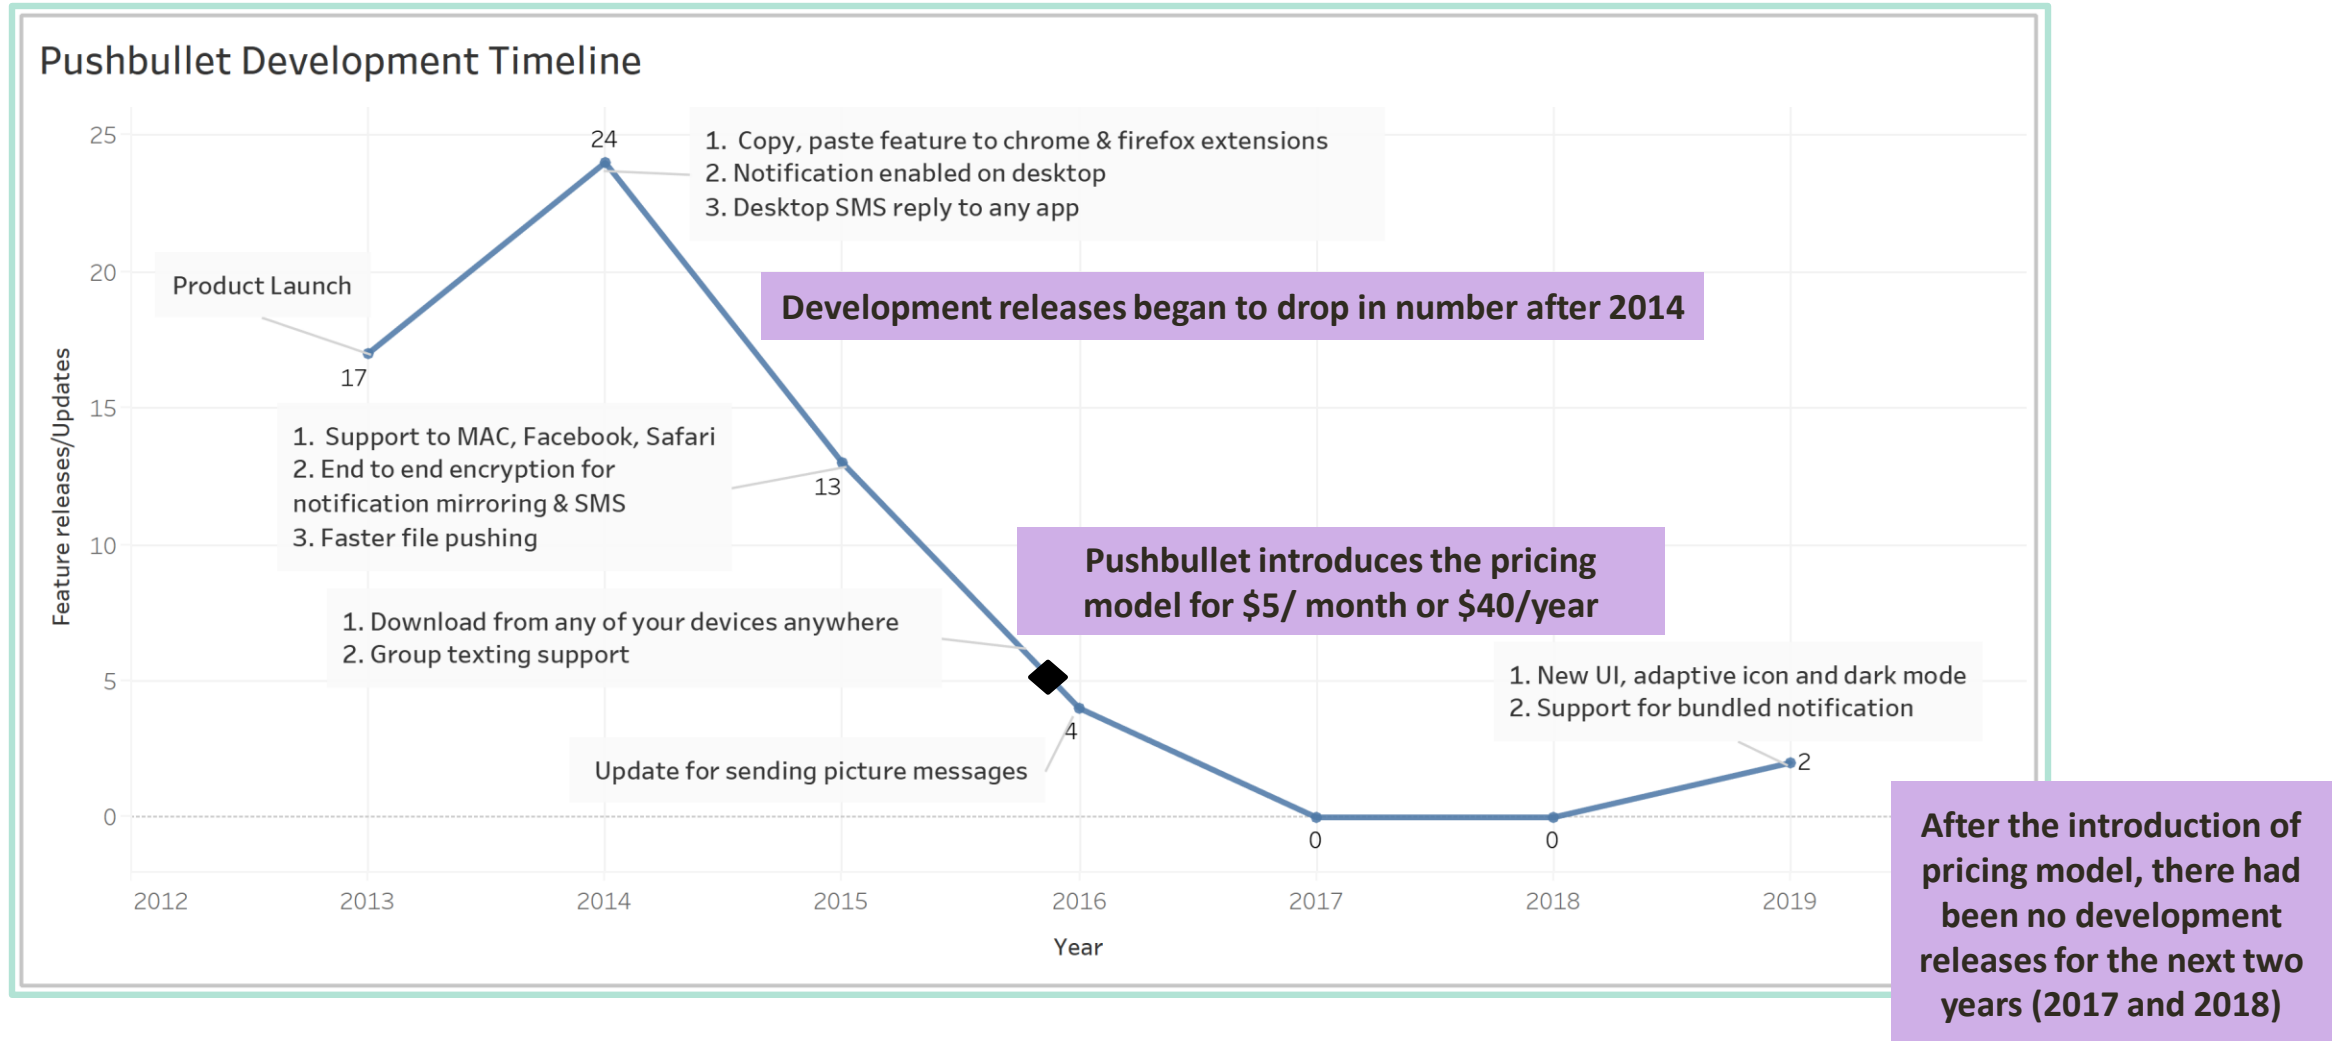 Pushbullet Development Timeline
25
24
1.  Copy, paste feature to chrome & firefox extensions
2. Notification enabled on desktop
3. Desktop SMS reply to any app
20
Product Launch
Development releases began to drop in number after 2014
17
Feature releases/Updates
15
1.  Support to MAC, Facebook, Safari
2. End to end encryption for
notification mirroring & SMS
3. Faster file pushing
13
10
Pushbullet introduces the pricing
model for $5/ month or $40/year
1. Download from any of your devices anywhere
2. Group texting support
5
4
1. New UI, adaptive icon and dark mode
2. Support for bundled notification
Update for sending picture messages
2
0
0
0
After the introduction of
pricing model, there had
been no development
releases for the next two
years (2017 and 2018)
2012
2013
2014
2015
2016
2017
2018
2019
Year